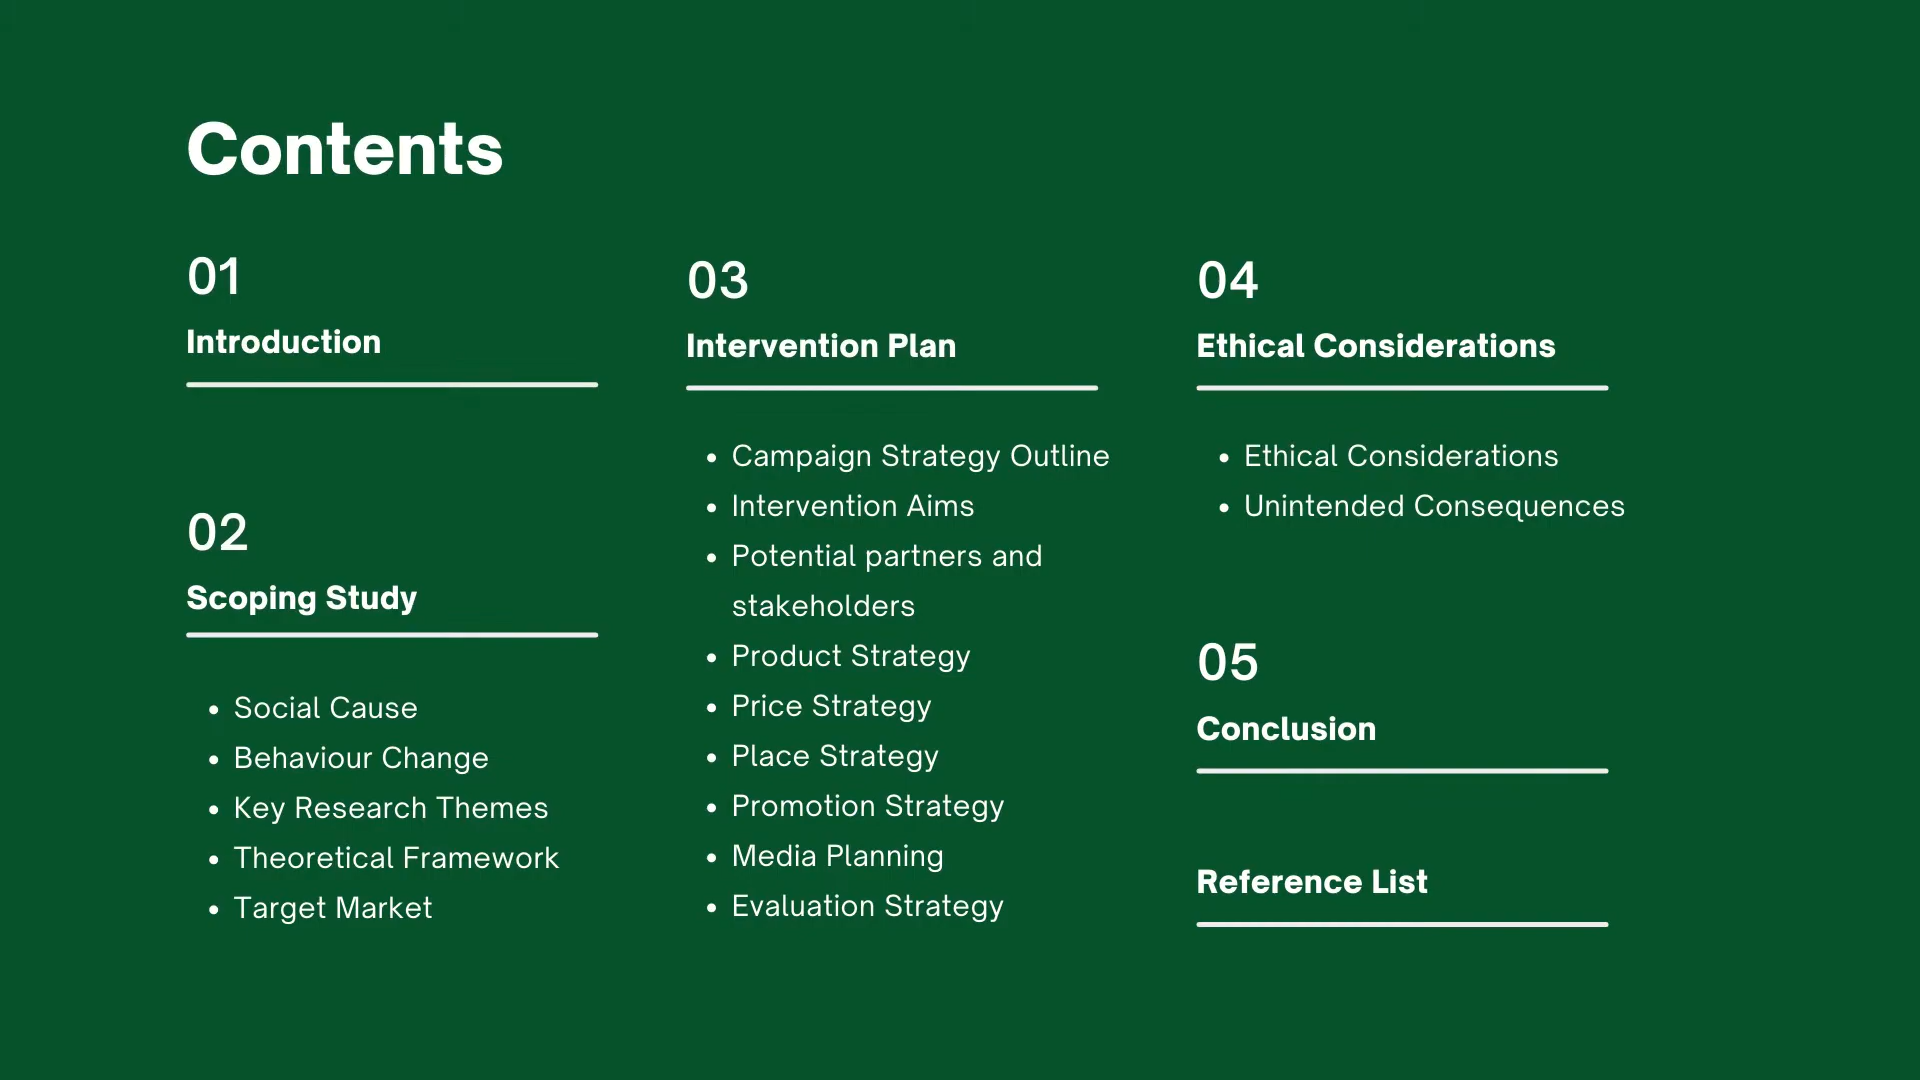 Contents
01
Introduction
02
Scoping Study
Social Cause
Behaviour Change
Key Research Themes
Theoretical Framework
Target Market
03
Intervention Plan
Campaign Strategy Outline
Intervention Aims
Potential partners and
stakeholders
Product Strategy
Price Strategy
Place Strategy
Promotion Strategy
Media Planning
Evaluation Strategy
04
Ethical Considerations
Ethical Considerations
Unintended Consequences
05
Conclusion
Reference List